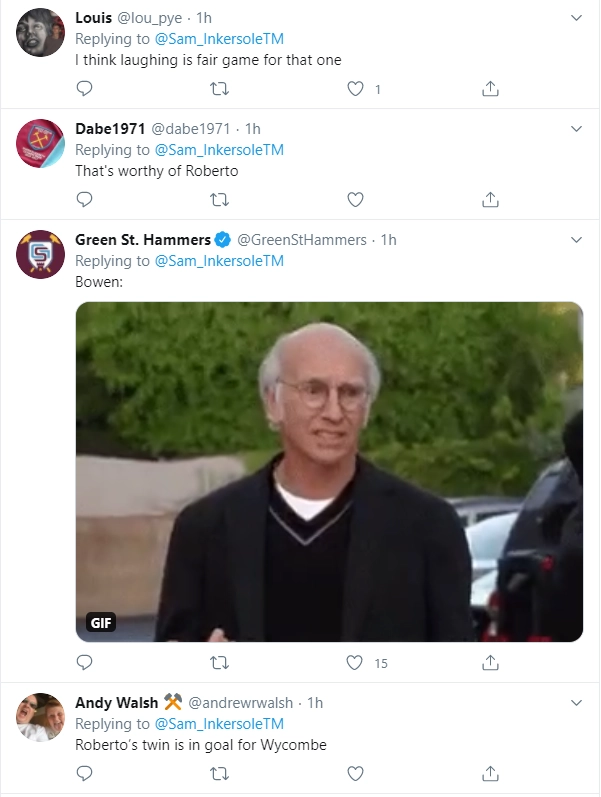 Louis @lou_pye · 1h
Replying to @Sam_InkersoleTM
I think laughing is fair game for that one
1
Dabe1971 @dabe1971 · 1h
Replying to @Sam_InkersoleTM
That's worthy of Roberto
Green St. Hammers @GreenStHammers · 1h
Replying to @Sam_InkersoleTM
Bowen:
GIF
15
Andy Walsh ⚒ @andrewrwalsh · 1h
Replying to @Sam_InkersoleTM
Roberto's twin is in goal for Wycombe